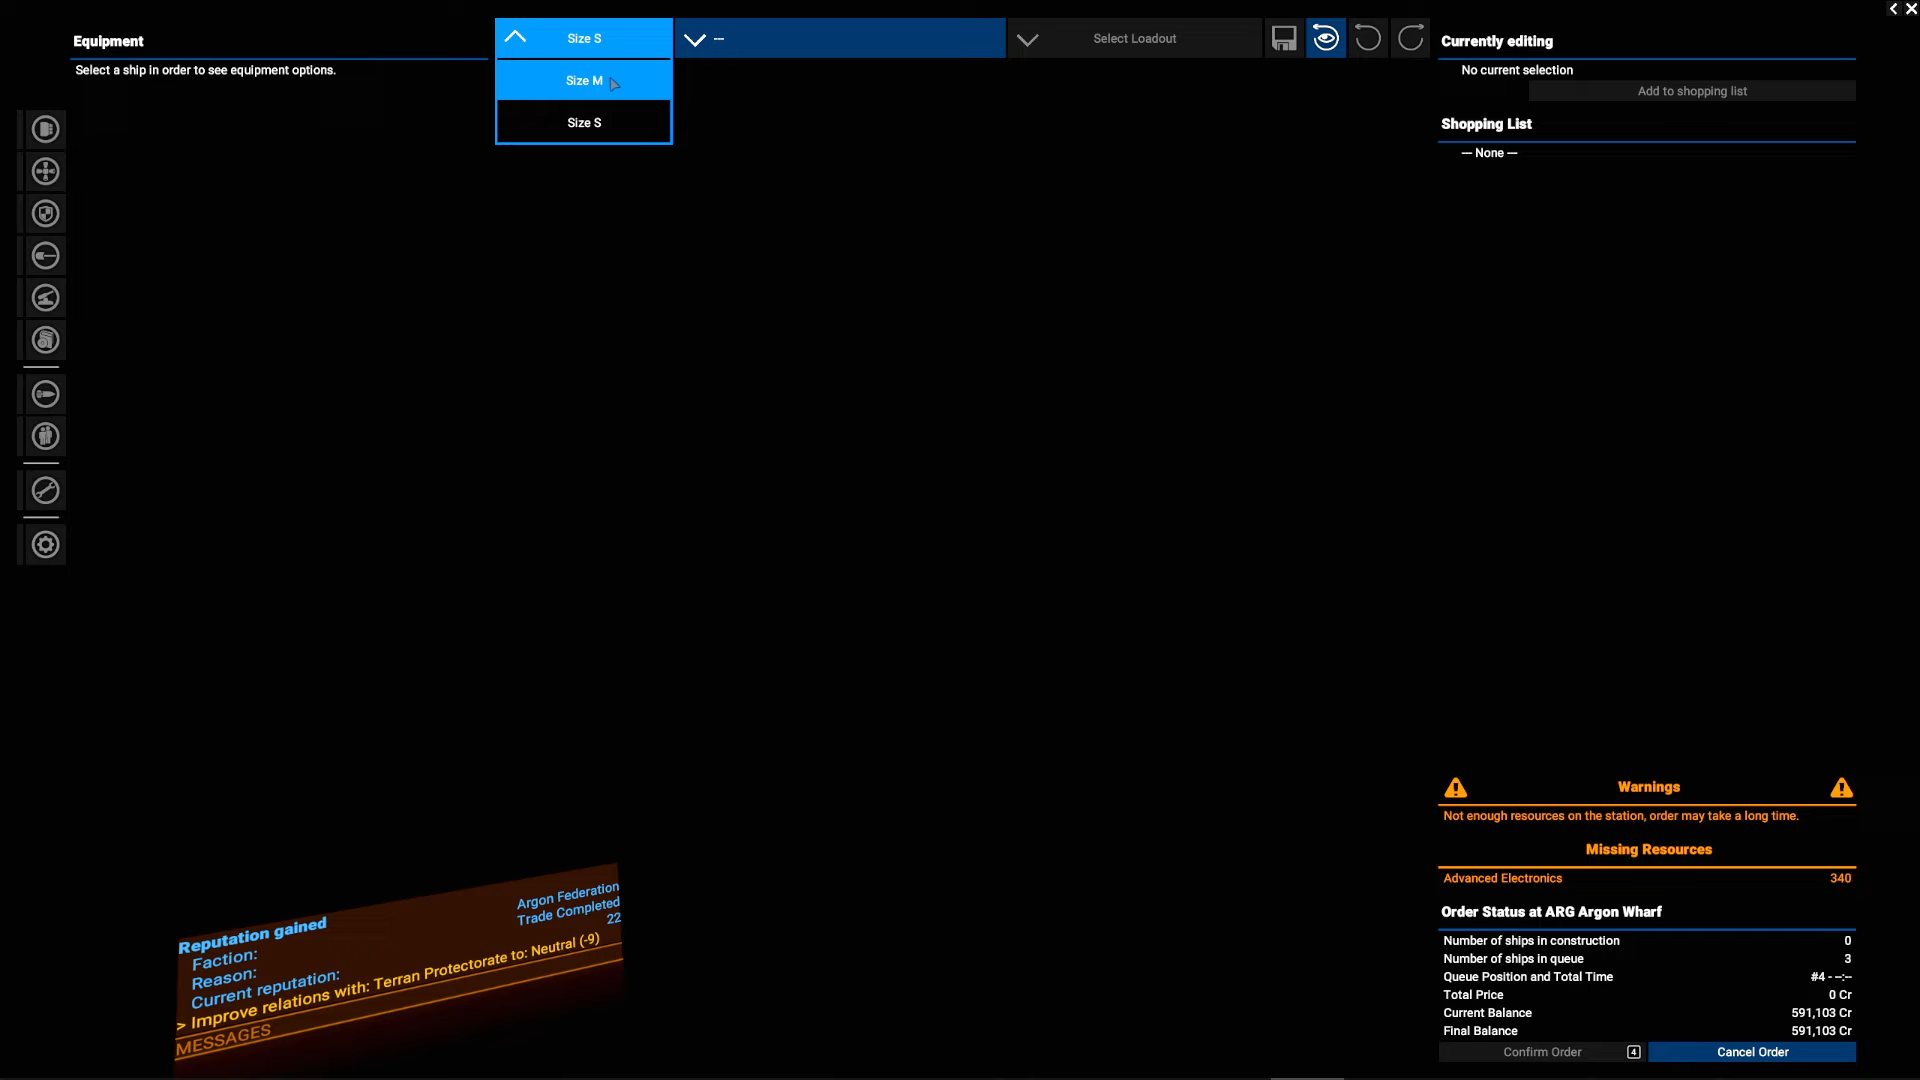 Equipment
Select a ship in order to see equipment options.
Size S
Size M
Size S
---
Select Loadout
Currently editing
No current selection
Add to shopping list
Shopping List
--- None ---
Warnings
Not enough resources on the station, order may take a long time.
Missing Resources
Advanced Electronics 340
Order Status at ARG Argon Wharf
Number of ships in construction 0
Number of ships in queue 3
Queue Position and Total Time #4 - --:--
Total Price 0 Cr
Current Balance 591,103 Cr
Final Balance 591,103 Cr
Confirm Order 4
Cancel Order
Reputation gained
Faction: Argon Federation
Reason: Trade Completed
Current reputation: 22
> Improve relations with: Terran Protectorate to: Neutral (-9)
MESSAGES